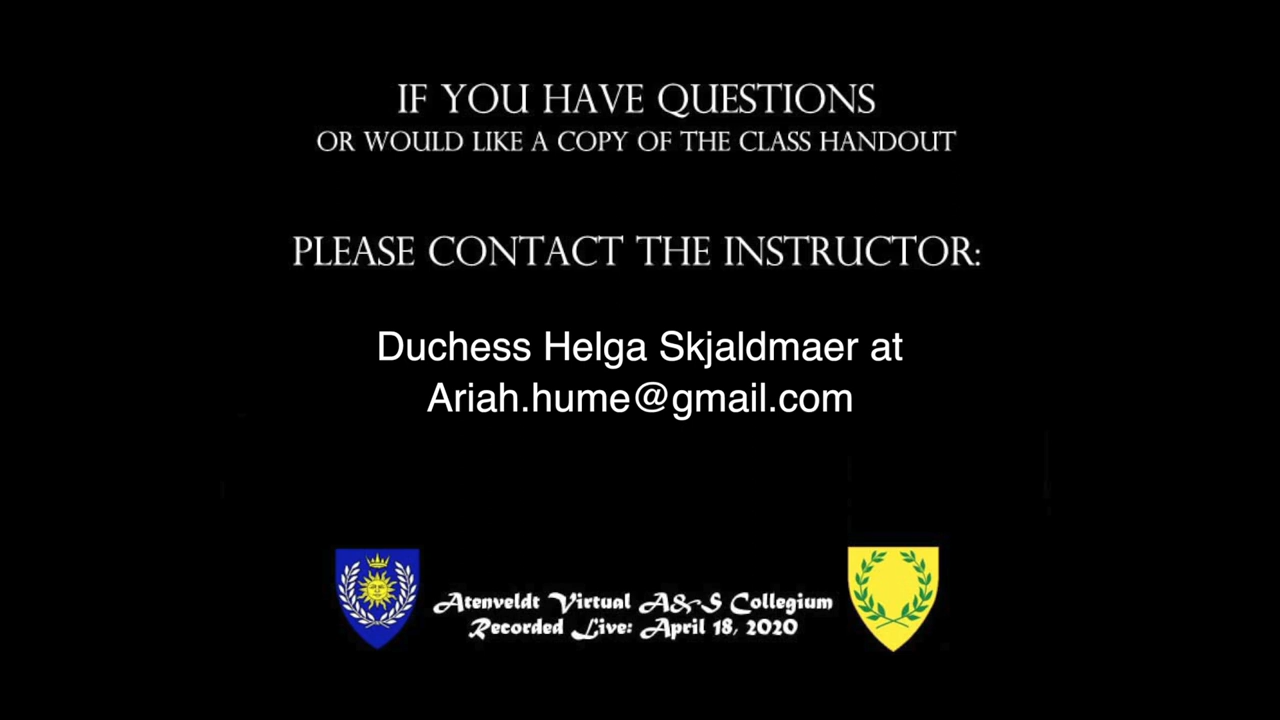 IF YOU HAVE QUESTIONS
OR WOULD LIKE A COPY OF THE CLASS HANDOUT
PLEASE CONTACT THE INSTRUCTOR:
Duchess Helga Skjaldmaer at
Ariah.hume@gmail.com
Atenveldt Virtual A&S Collegium
Recorded Live: April 18, 2020